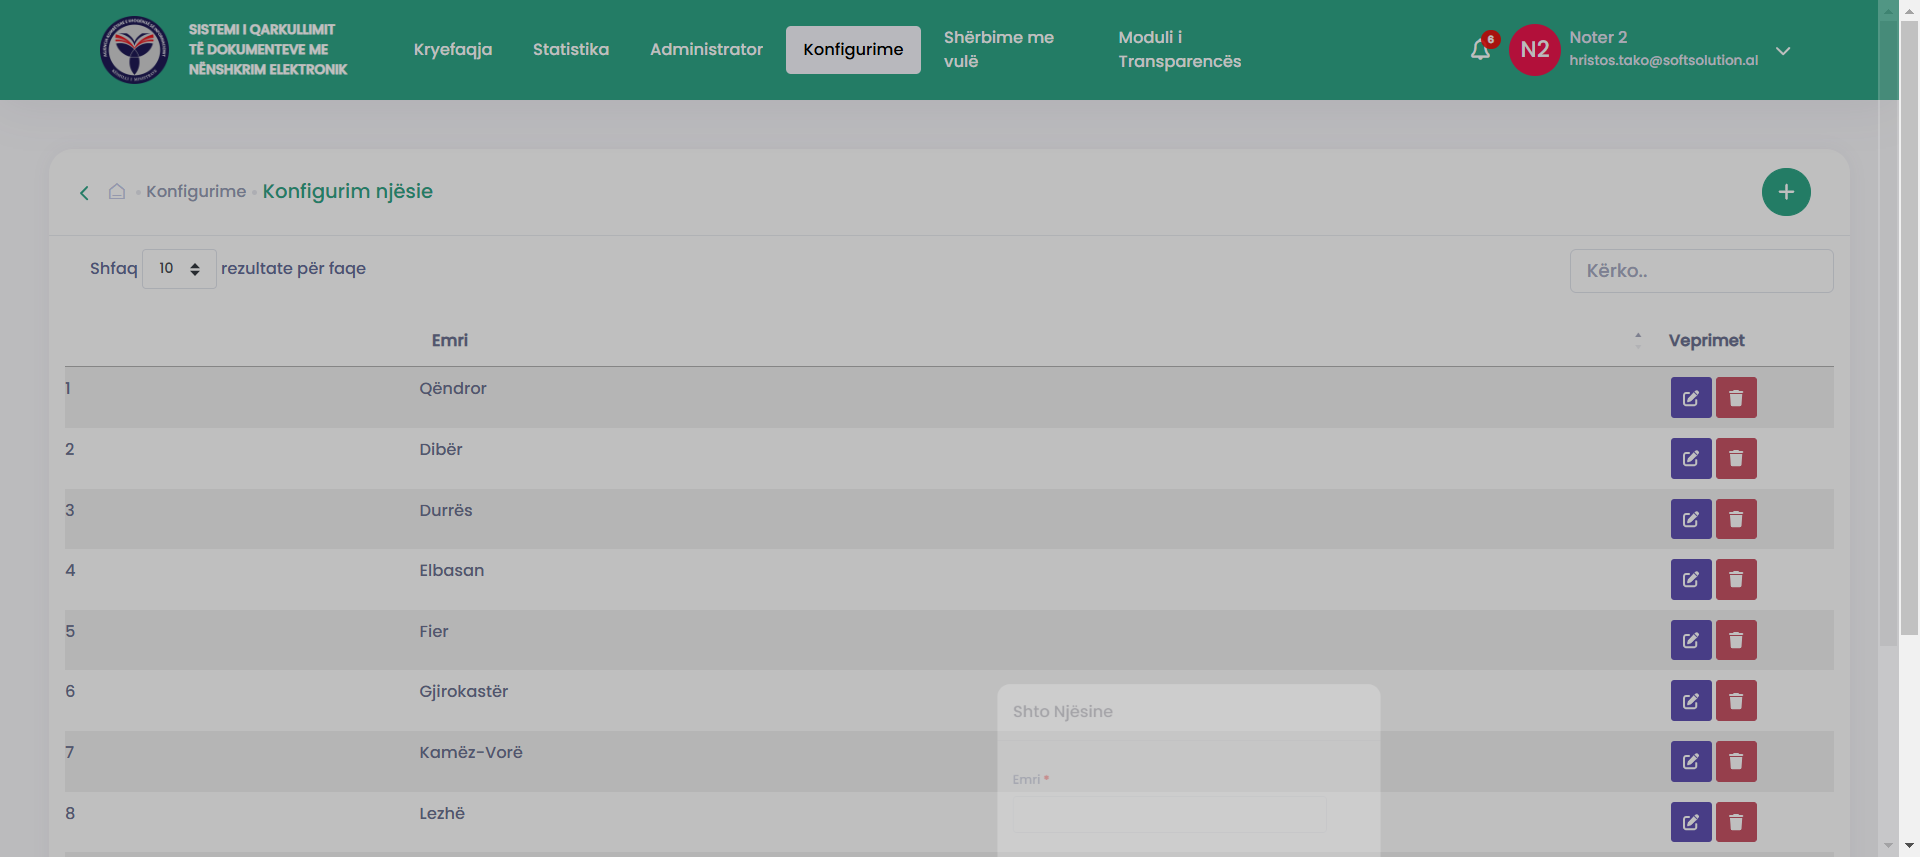 SISTEMI I QARKULLIMIT
TË DOKUMENTEVE ME
NËNSHKRIM ELEKTRONIK
Kryefaqja
Statistika
Administrator
Konfigurime
Shërbime me
vulë
Moduli i
Transparencës
6
N2
Noter 2
hristos.tako@softsolution.al
Konfigurime
Konfigurim njësie
Shfaq 10 rezultate për faqe
Kërko..
Emri
Veprimet
1 Qëndror
2 Dibër
3 Durrës
4 Elbasan
5 Fier
6 Gjirokastër
7 Kamëz-Vorë
8 Lezhë
Shto Njësine
Emri *